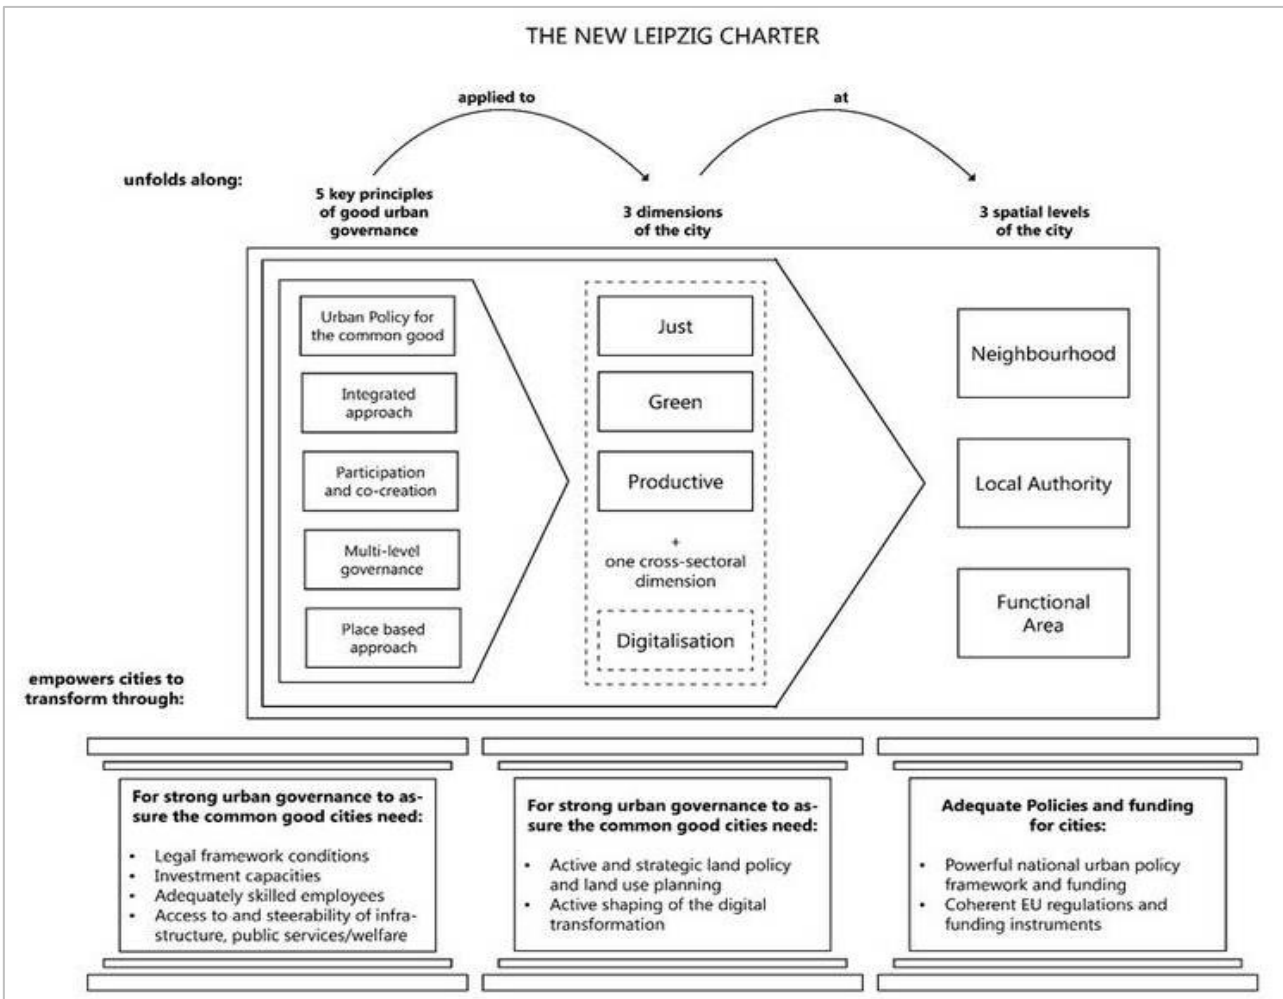 THE NEW LEIPZIG CHARTER
applied to
at
unfolds along:
5 key principles
of good urban
governance
3 dimensions
of the city
3 spatial levels
of the city
Urban Policy for
the common good
Integrated
approach
Participation
and co-creation
Multi-level
governance
Place based
approach
Just
Green
Productive
+
one cross-sectoral
dimension
Digitalisation
Neighbourhood
Local Authority
Functional
Area
empowers cities to
transform through:
For strong urban governance to as-
sure the common good cities need:
• Legal framework conditions
• Investment capacities
• Adequately skilled employees
• Access to and steerability of infra-
structure, public services/welfare
For strong urban governance to as-
sure the common good cities need:
• Active and strategic land policy
and land use planning
• Active shaping of the digital
transformation
Adequate Policies and funding
for cities:
• Powerful national urban policy
framework and funding
• Coherent EU regulations and
funding instruments